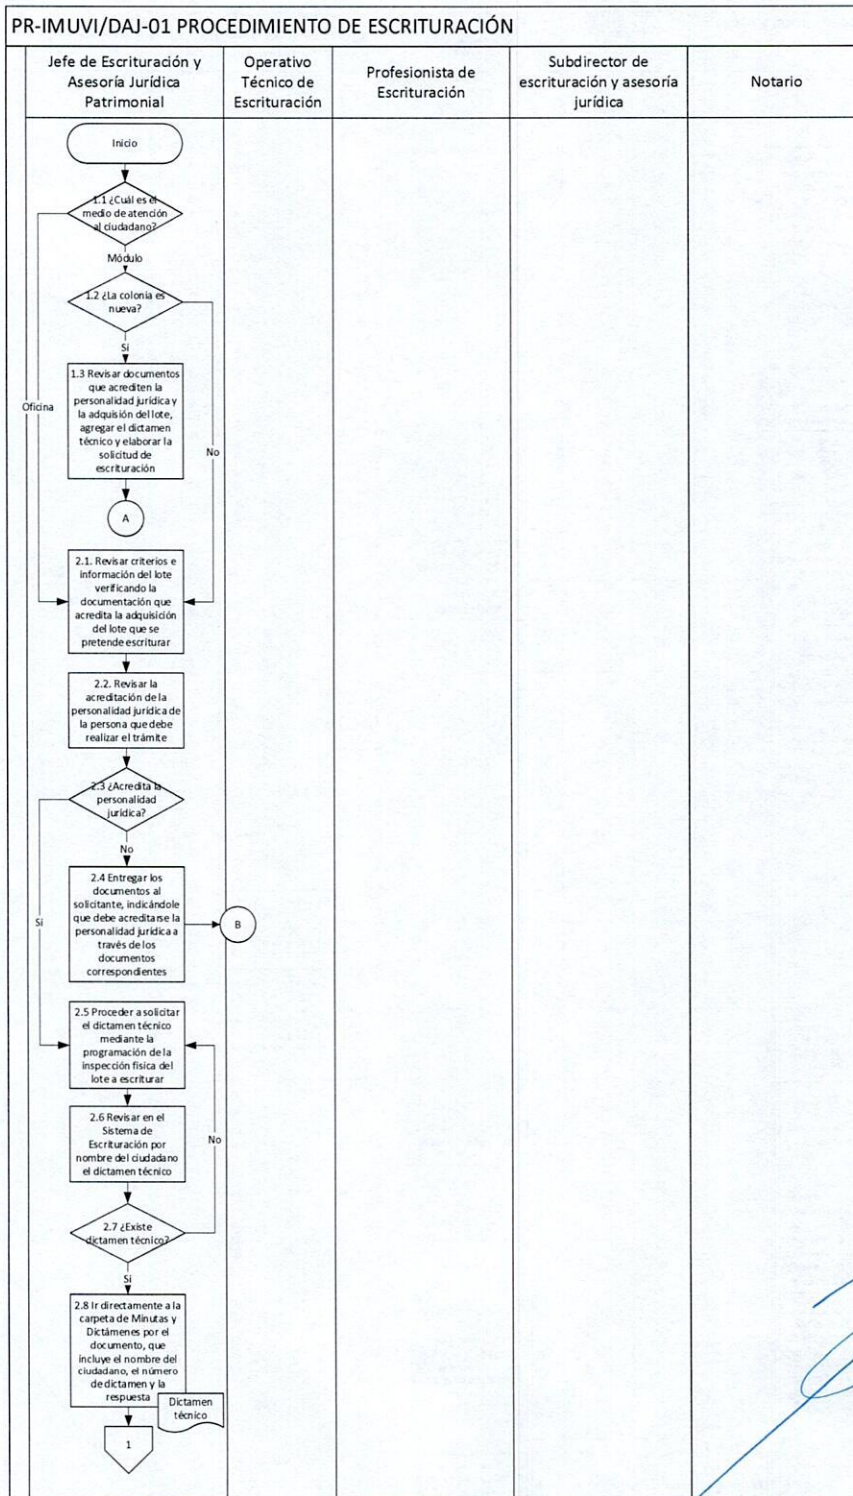 PR-IMUVI/DAJ-01 PROCEDIMIENTO DE ESCRITURACIÓN
Jefe de Escrituración y
Asesoría Jurídica
Patrimonial
Operativo
Técnico de
Escrituración
Profesionista de
Escrituración
Subdirector de
escrituración y asesoría
jurídica
Notario
Inicio
1.1 ¿Cuál es el
medio de atención
al ciudadano?
Módulo
1.2 ¿La colonia es
nueva?
Sí
1.3 Revisar documentos
que acrediten la
personalidad jurídica y
la adquisión del lote,
agregar el dictamen
técnico y elaborar la
solicitud de
escrituración
Oficina
No
A
2.1. Revisar criterios e
información del lote
verificando la
documentación que
acredita la adquisición
del lote que se
pretende escriturar
2.2. Revisar la
acreditación de la
personalidad jurídica de
la persona que debe
realizar el trámite
2.3 ¿Acredita la
personalidad
jurídica?
No
2.4 Entregar los
documentos al
solicitante, indicándole
que debe acreditarse la
personalidad jurídica a
través de los
documentos
correspondientes
Sí
B
2.5 Proceder a solicitar
el dictamen técnico
mediante la
programación de la
inspección física del
lote a escriturar
2.6 Revisar en el
Sistema de
Escrituración por
nombre del ciudadano
el dictamen técnico
No
2.7 ¿Existe
dictamen técnico?
Sí
2.8 Ir directamente a la
carpeta de Minutas y
Dictámenes por el
documento, que
incluye el nombre del
ciudadano, el número
de dictamen y la
respuesta
Dictamen
técnico
1